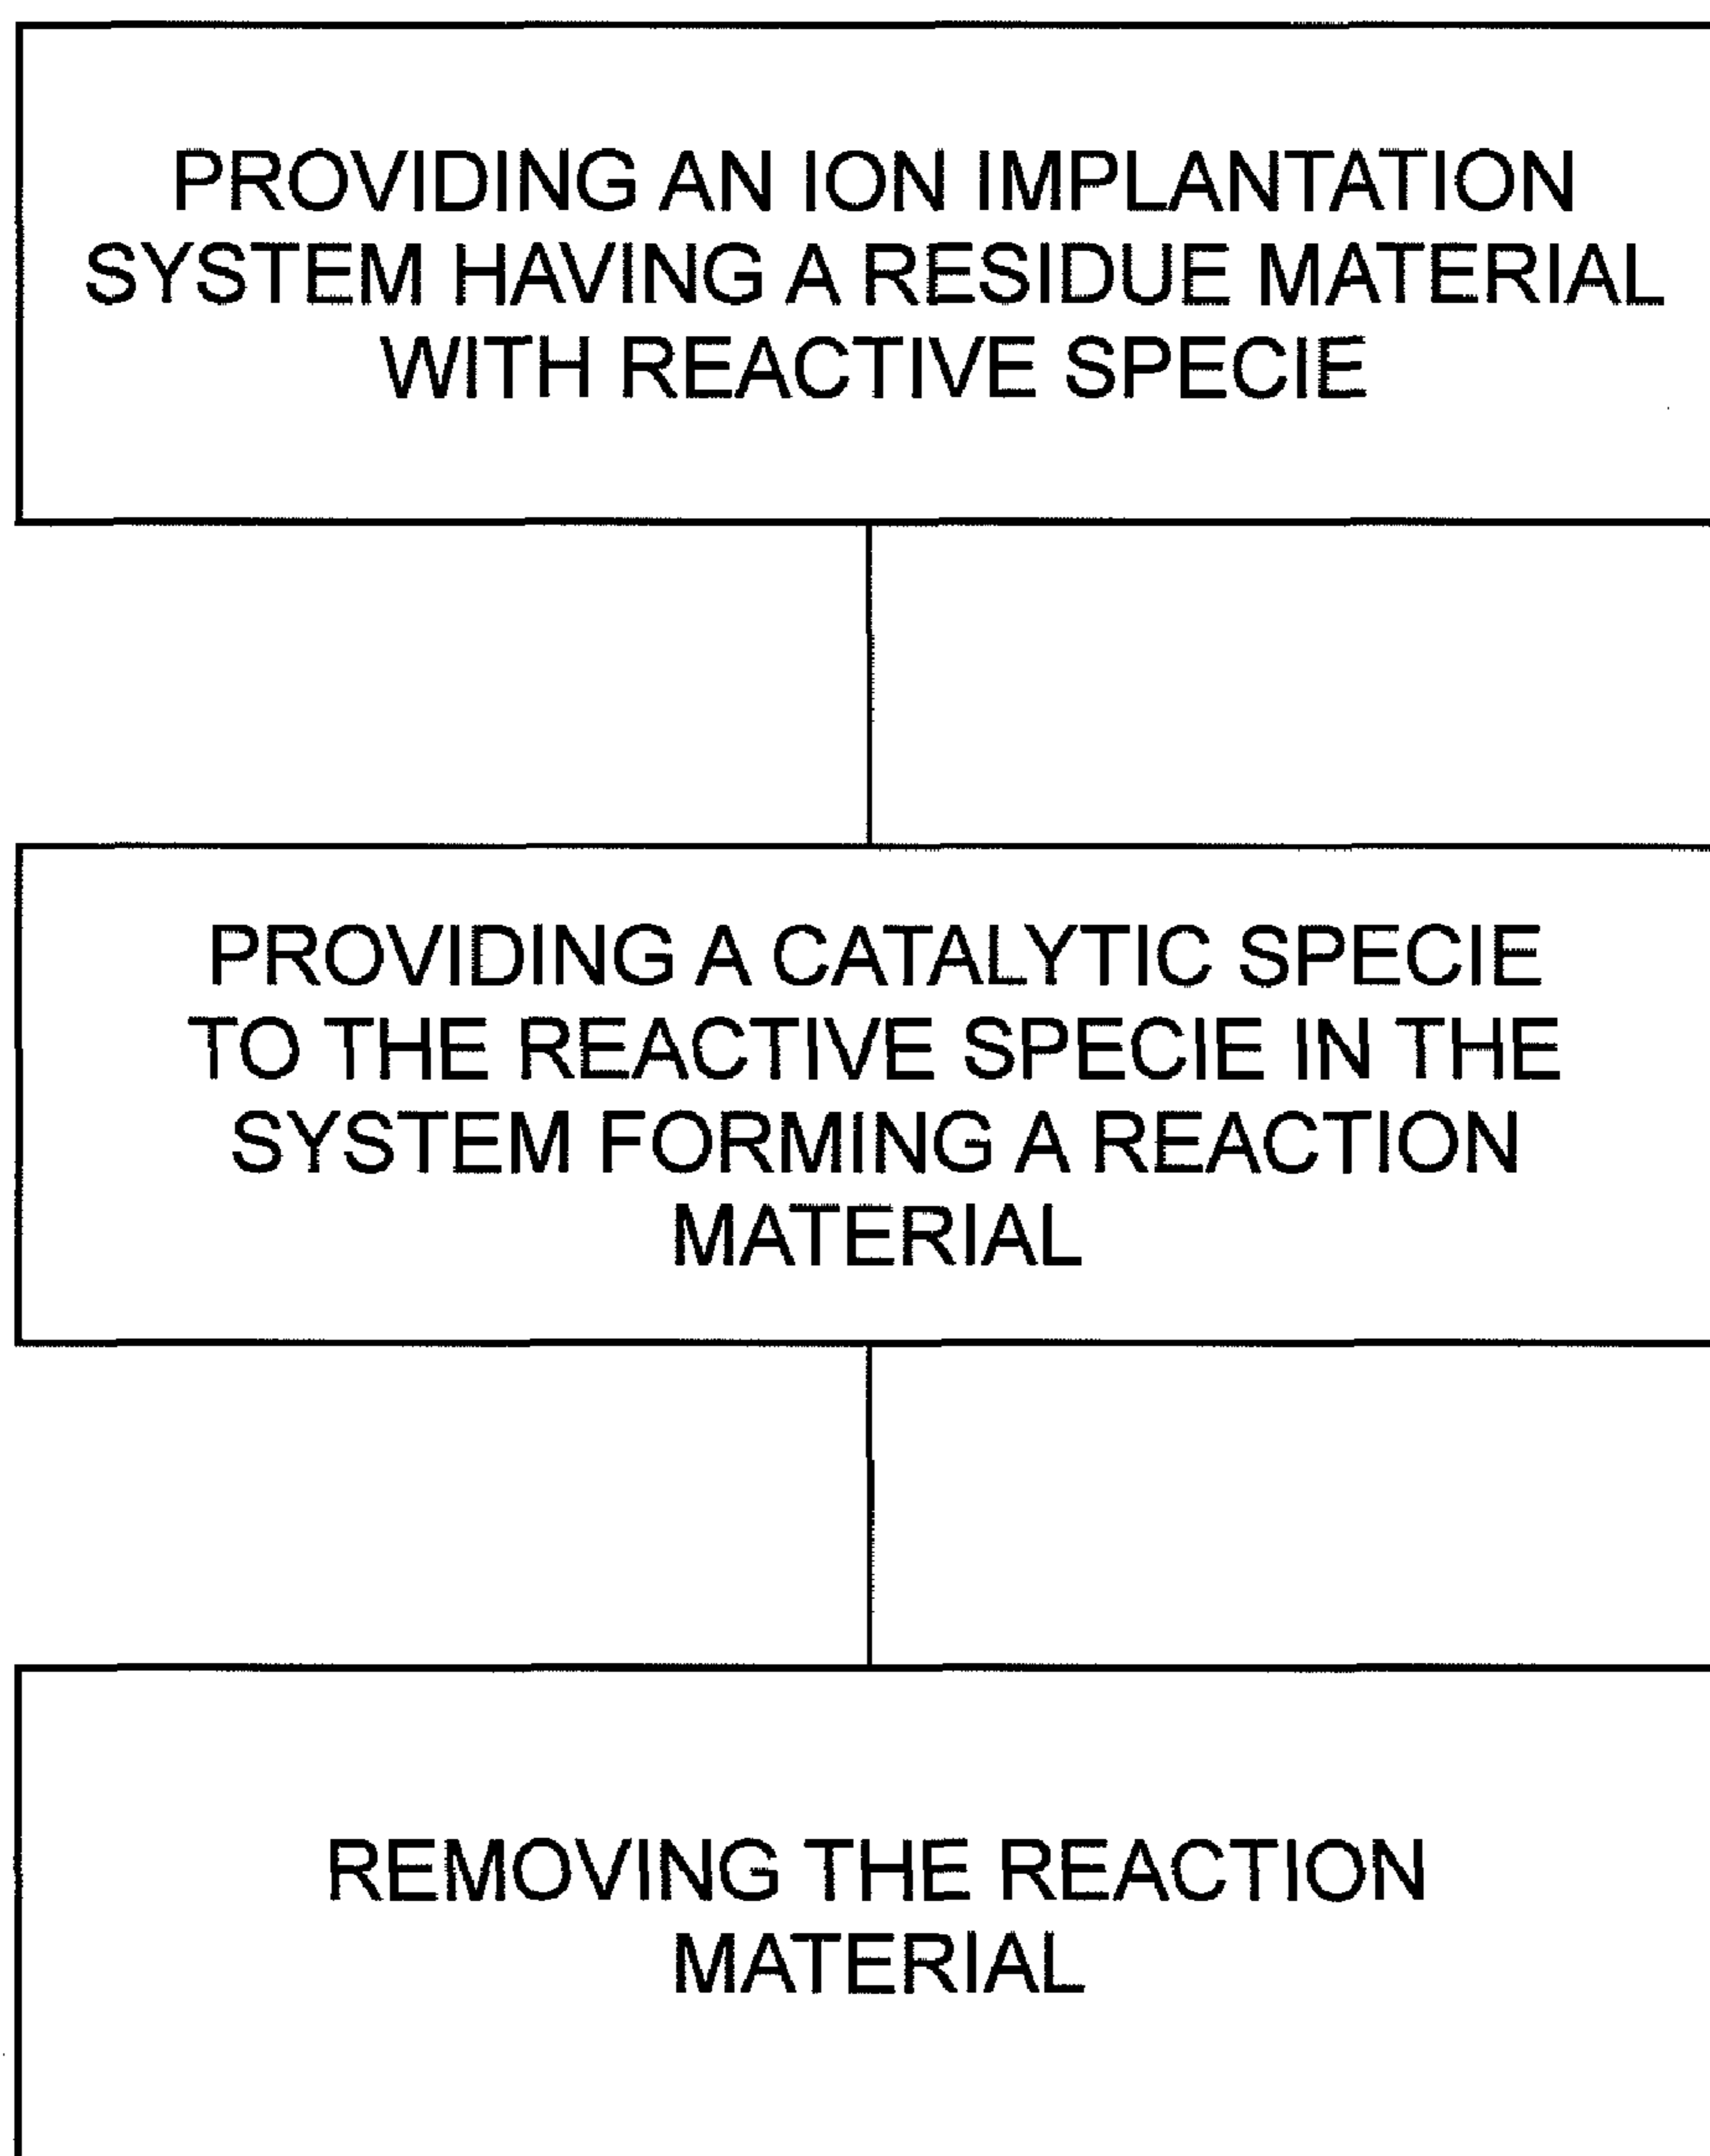 PROVIDING AN ION IMPLANTATION
SYSTEM HAVING A RESIDUE MATERIAL
WITH REACTIVE SPECIE
PROVIDING A CATALYTIC SPECIE
TO THE REACTIVE SPECIE IN THE
SYSTEM FORMING A REACTION
MATERIAL
REMOVING THE REACTION
MATERIAL